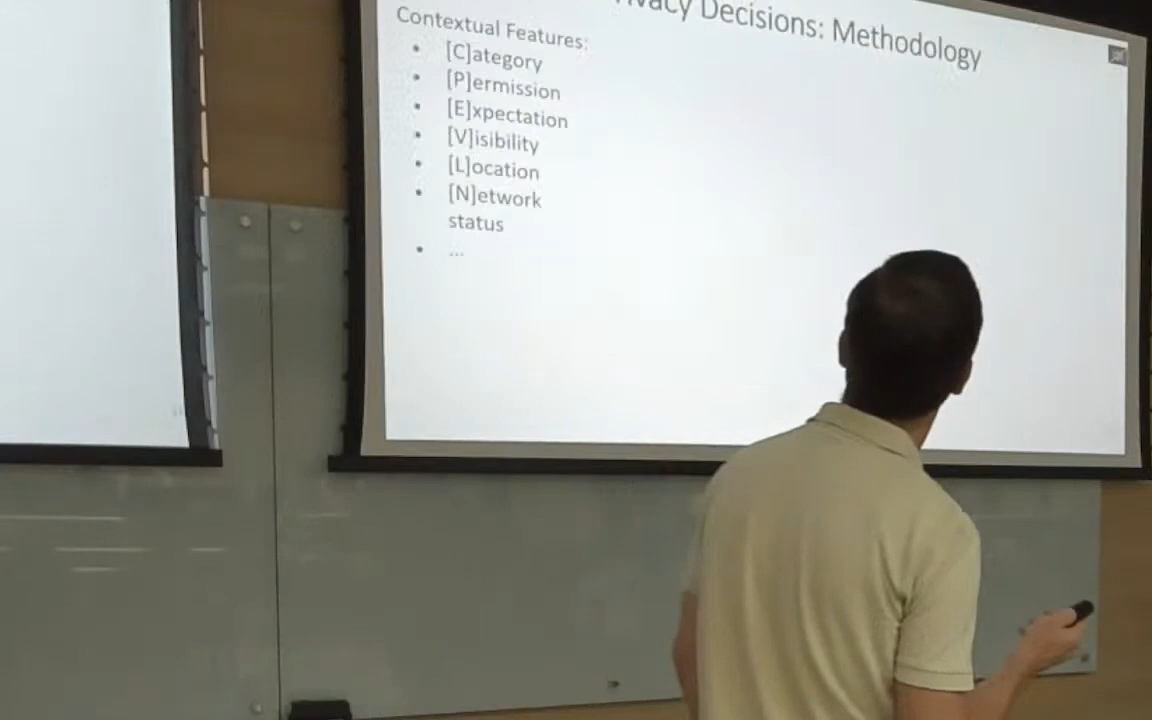 Decisions: Methodology
Contextual Features:
• [C]ategory
• [P]ermission
• [E]xpectation
• [V]isibility
• [L]ocation
• [N]etwork
status
• ...